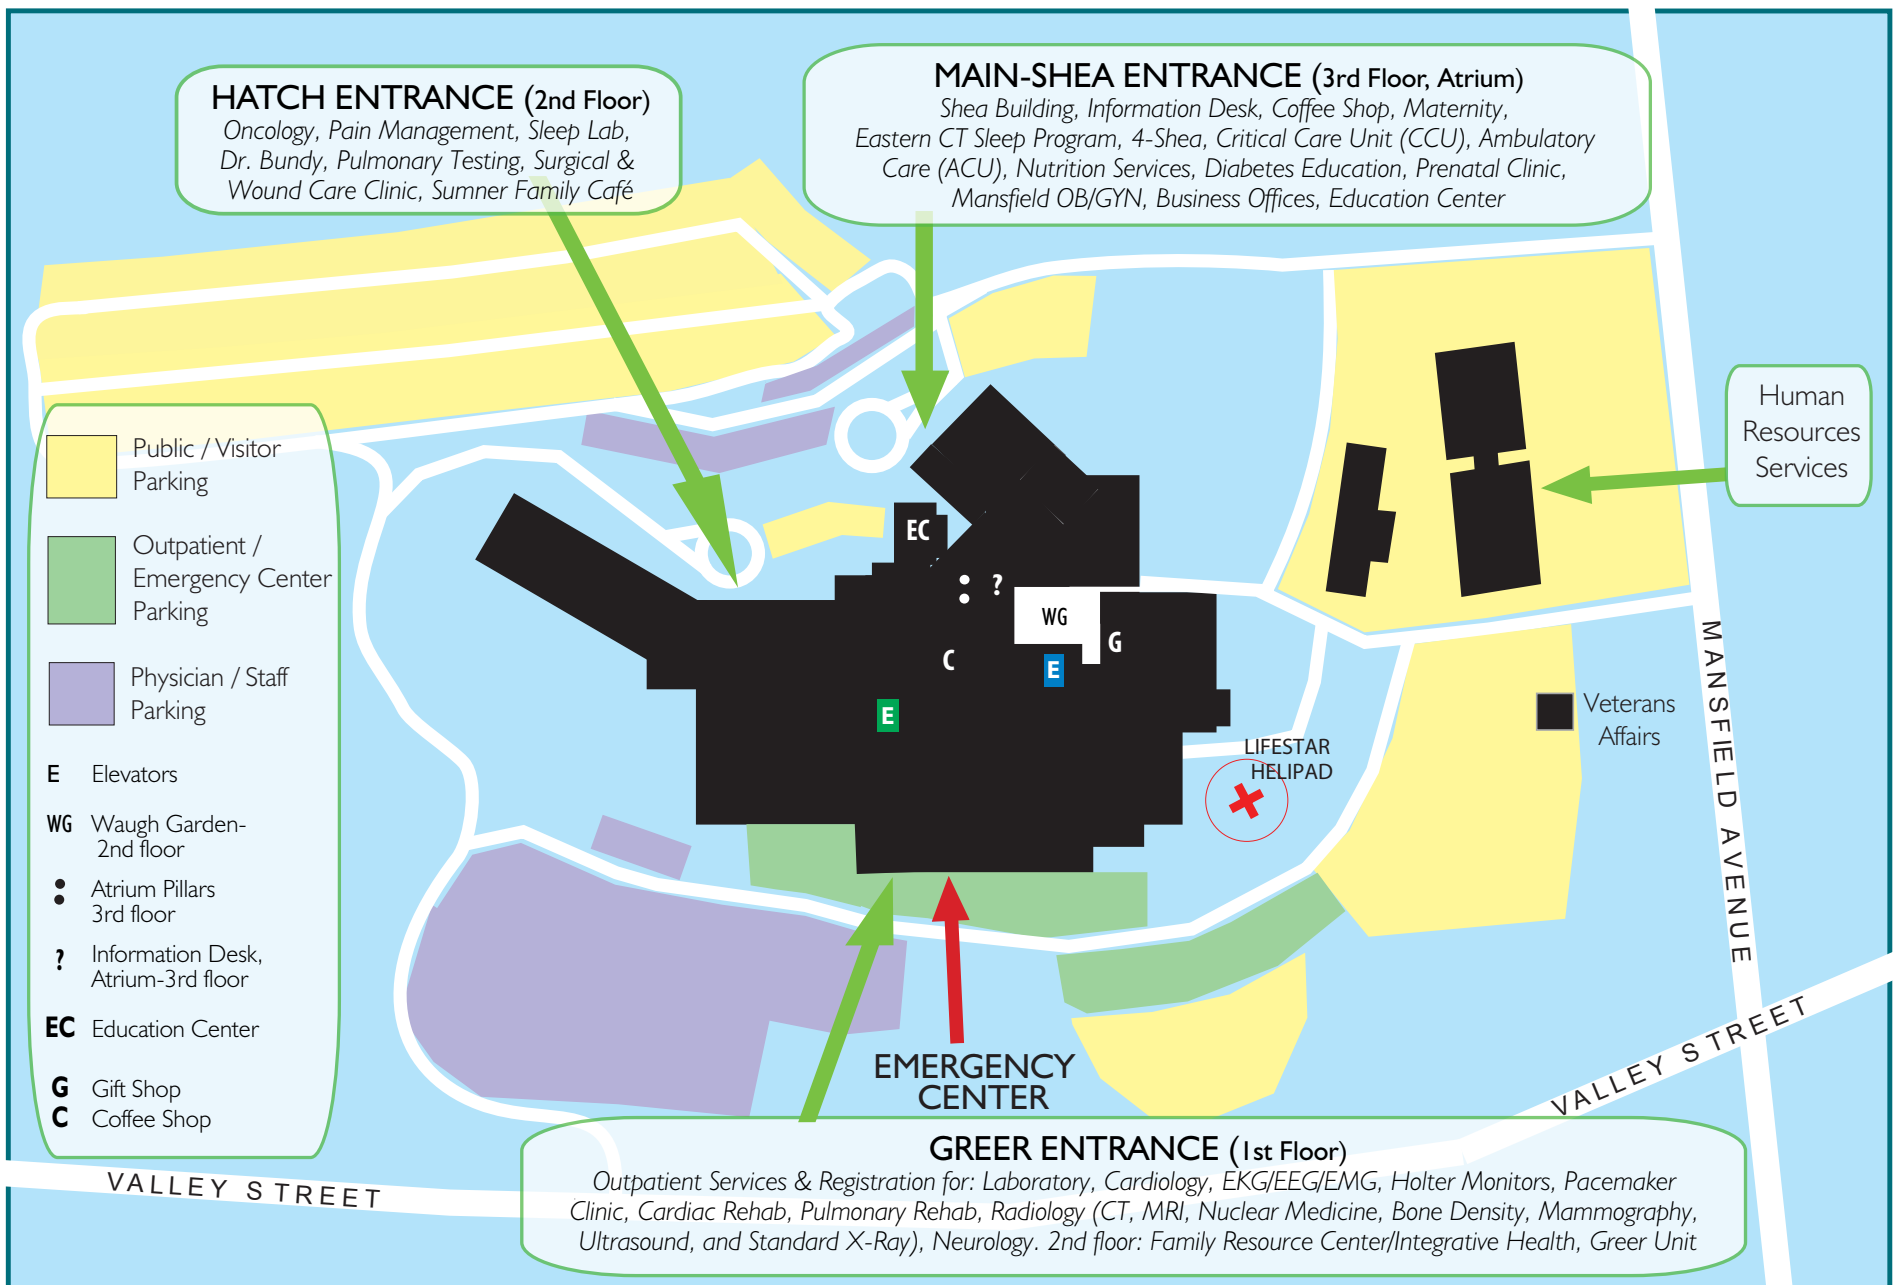 HATCH ENTRANCE (2nd Floor)
Oncology, Pain Management, Sleep Lab,
Dr. Bundy, Pulmonary Testing, Surgical &
Wound Care Clinic, Sumner Family Café
MAIN-SHEA ENTRANCE (3rd Floor, Atrium)
Shea Building, Information Desk, Coffee Shop, Maternity,
Eastern CT Sleep Program, 4-Shea, Critical Care Unit (CCU), Ambulatory
Care (ACU), Nutrition Services, Diabetes Education, Prenatal Clinic,
Mansfield OB/GYN, Business Offices, Education Center
Human
Resources
Services
Public / Visitor
Parking
Outpatient /
Emergency Center
Parking
Physician / Staff
Parking
E Elevators
WG Waugh Garden-
2nd floor
Atrium Pillars
3rd floor
? Information Desk,
Atrium-3rd floor
EC Education Center
G Gift Shop
C Coffee Shop
EC
?
WG
G
C
E
E
LIFESTAR
HELIPAD
Veterans
Affairs
MANSFIELD AVENUE
EMERGENCY
CENTER
VALLEY STREET
VALLEY STREET
GREER ENTRANCE (1st Floor)
Outpatient Services & Registration for: Laboratory, Cardiology, EKG/EEG/EMG, Holter Monitors, Pacemaker
Clinic, Cardiac Rehab, Pulmonary Rehab, Radiology (CT, MRI, Nuclear Medicine, Bone Density, Mammography,
Ultrasound, and Standard X-Ray), Neurology. 2nd floor: Family Resource Center/Integrative Health, Greer Unit